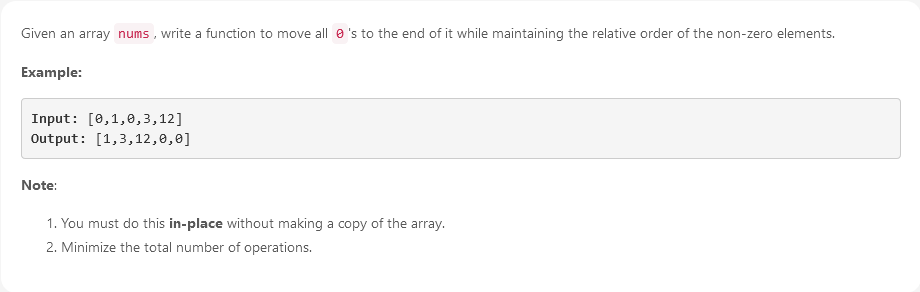 Given an array nums , write a function to move all 0 's to the end of it while maintaining the relative order of the non-zero elements.
Example:
Input: [0,1,0,3,12]
Output: [1,3,12,0,0]
Note:
1. You must do this in-place without making a copy of the array.
2. Minimize the total number of operations.